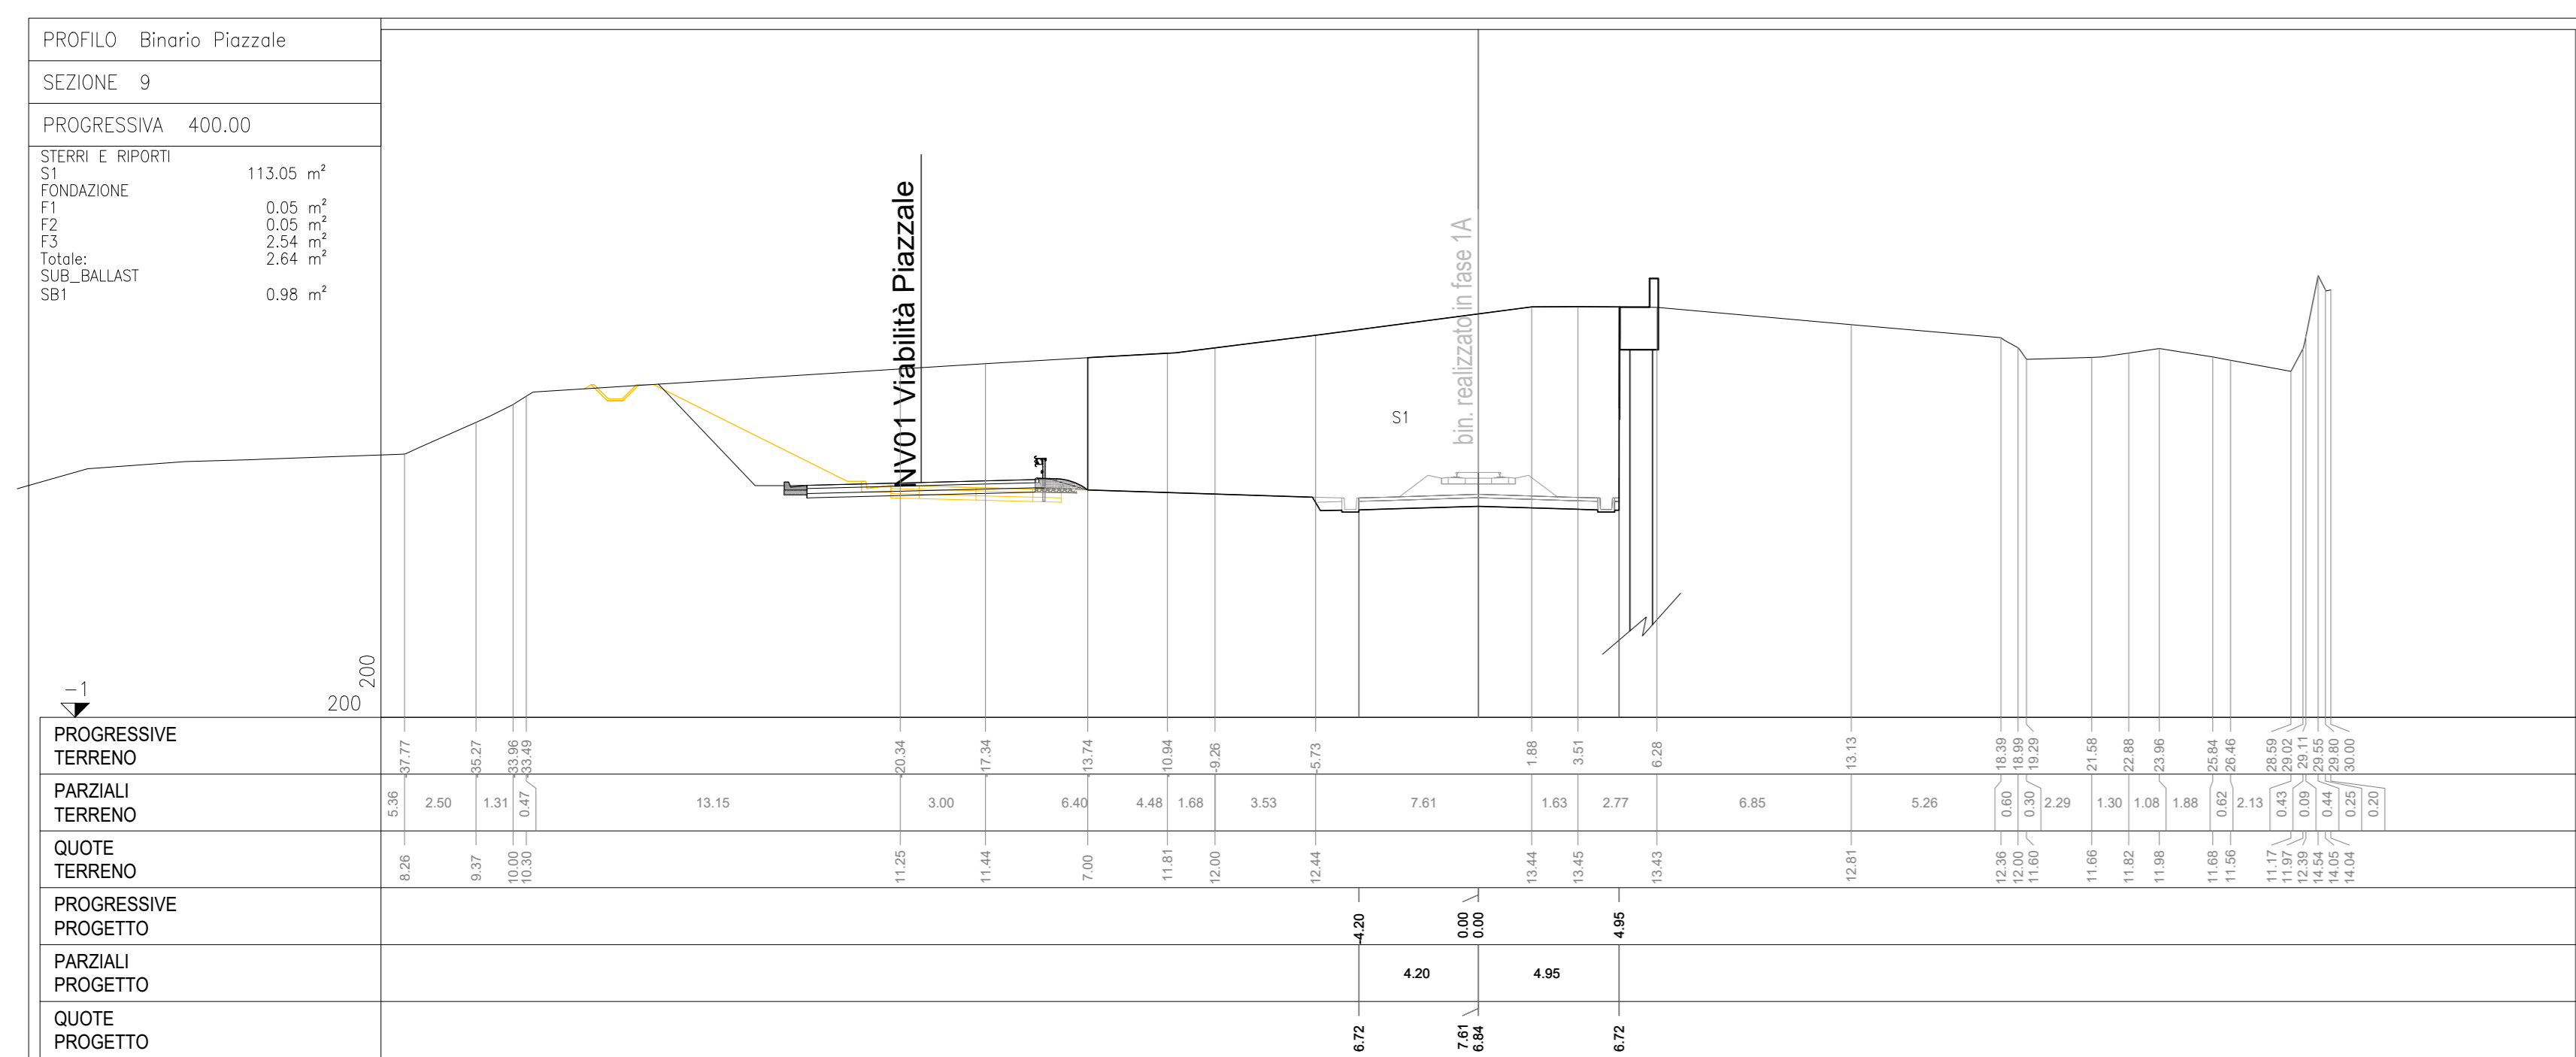 PROFILO Binario Piazzale
SEZIONE 9
PROGRESSIVA 400.00
STERRI E RIPORTI
S1 113.05 m²
FONDAZIONE
F1 0.05 m²
F2 0.05 m²
F3 2.54 m²
Totale: 2.64 m²
SUB_BALLAST
SB1 0.98 m²
NV01 Viabilità Piazzale
bin. realizzato in fase 1A
S1
200
-1
200
PROGRESSIVE
TERRENO
-37.77 -35.27 -33.96 -33.49 -20.34 -17.34 -13.74 -10.94 -9.26 -5.73 1.88 3.51 6.28 13.13 18.39 18.99 19.29 21.58 22.88 23.96 25.84 26.46 28.59 29.02 29.11 29.55 29.80 30.00
PARZIALI
TERRENO
5.36 2.50 1.31 0.47 13.15 3.00 6.40 4.48 1.68 3.53 7.61 1.63 2.77 6.85 5.26 0.60 0.30 2.29 1.30 1.08 1.88 0.62 2.13 0.43 0.09 0.44 0.25 0.20
QUOTE
TERRENO
8.26 9.37 10.00 10.30 11.25 11.44 7.00 11.81 12.00 12.44 13.44 13.45 13.43 12.81 12.36 12.00 11.60 11.66 11.82 11.98 11.68 11.56 11.17 11.97 12.39 14.54 14.05 14.04
PROGRESSIVE
PROGETTO
-4.20 0.00 0.00 4.95
PARZIALI
PROGETTO
4.20 4.95
QUOTE
PROGETTO
6.72 7.61 6.84 6.72